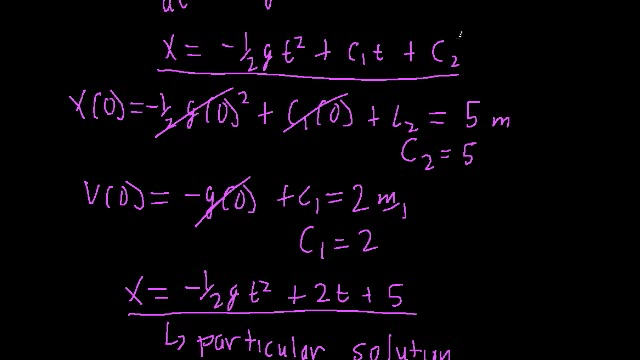 X = -½gt² + C₁t + C₂
X(0) = -½g(0)² + C₁(0) + C₂ = 5 m
C₂ = 5
V(0) = -g(0) + C₁ = 2 m,
C₁ = 2
X = -½gt² + 2t + 5
↳ particular solution